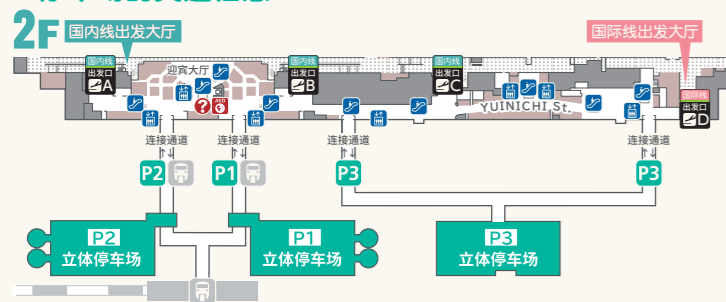 2F
国内线出发大厅
国际线出发大厅
国内线
出发口
A
迎宾大厅
?
AED
国内线
出发口
B
国内线
出发口
C
YUINICHI St.
国际线
出发口
D
连接通道
连接通道
连接通道
连接通道
P2
P1
P3
P3
P2
立体停车场
P1
立体停车场
P3
立体停车场